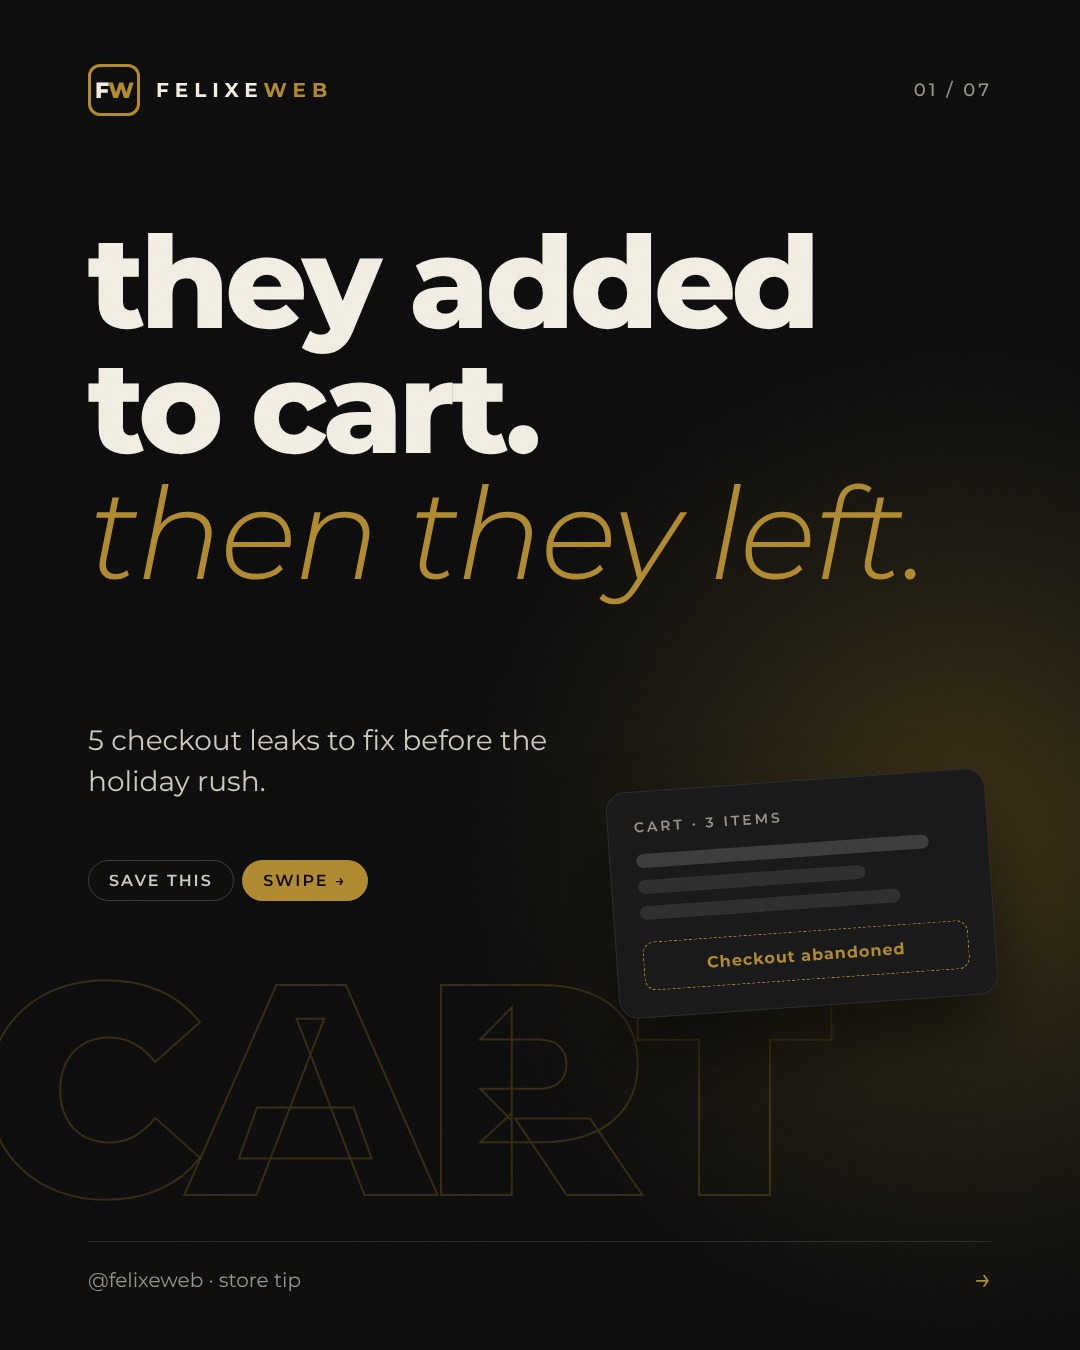 FW FELIXEWEB
01 / 07
they added
to cart.
then they left.
5 checkout leaks to fix before the
holiday rush.
SAVE THIS
SWIPE →
CART · 3 ITEMS
Checkout abandoned
CART
@felixeweb · store tip
→